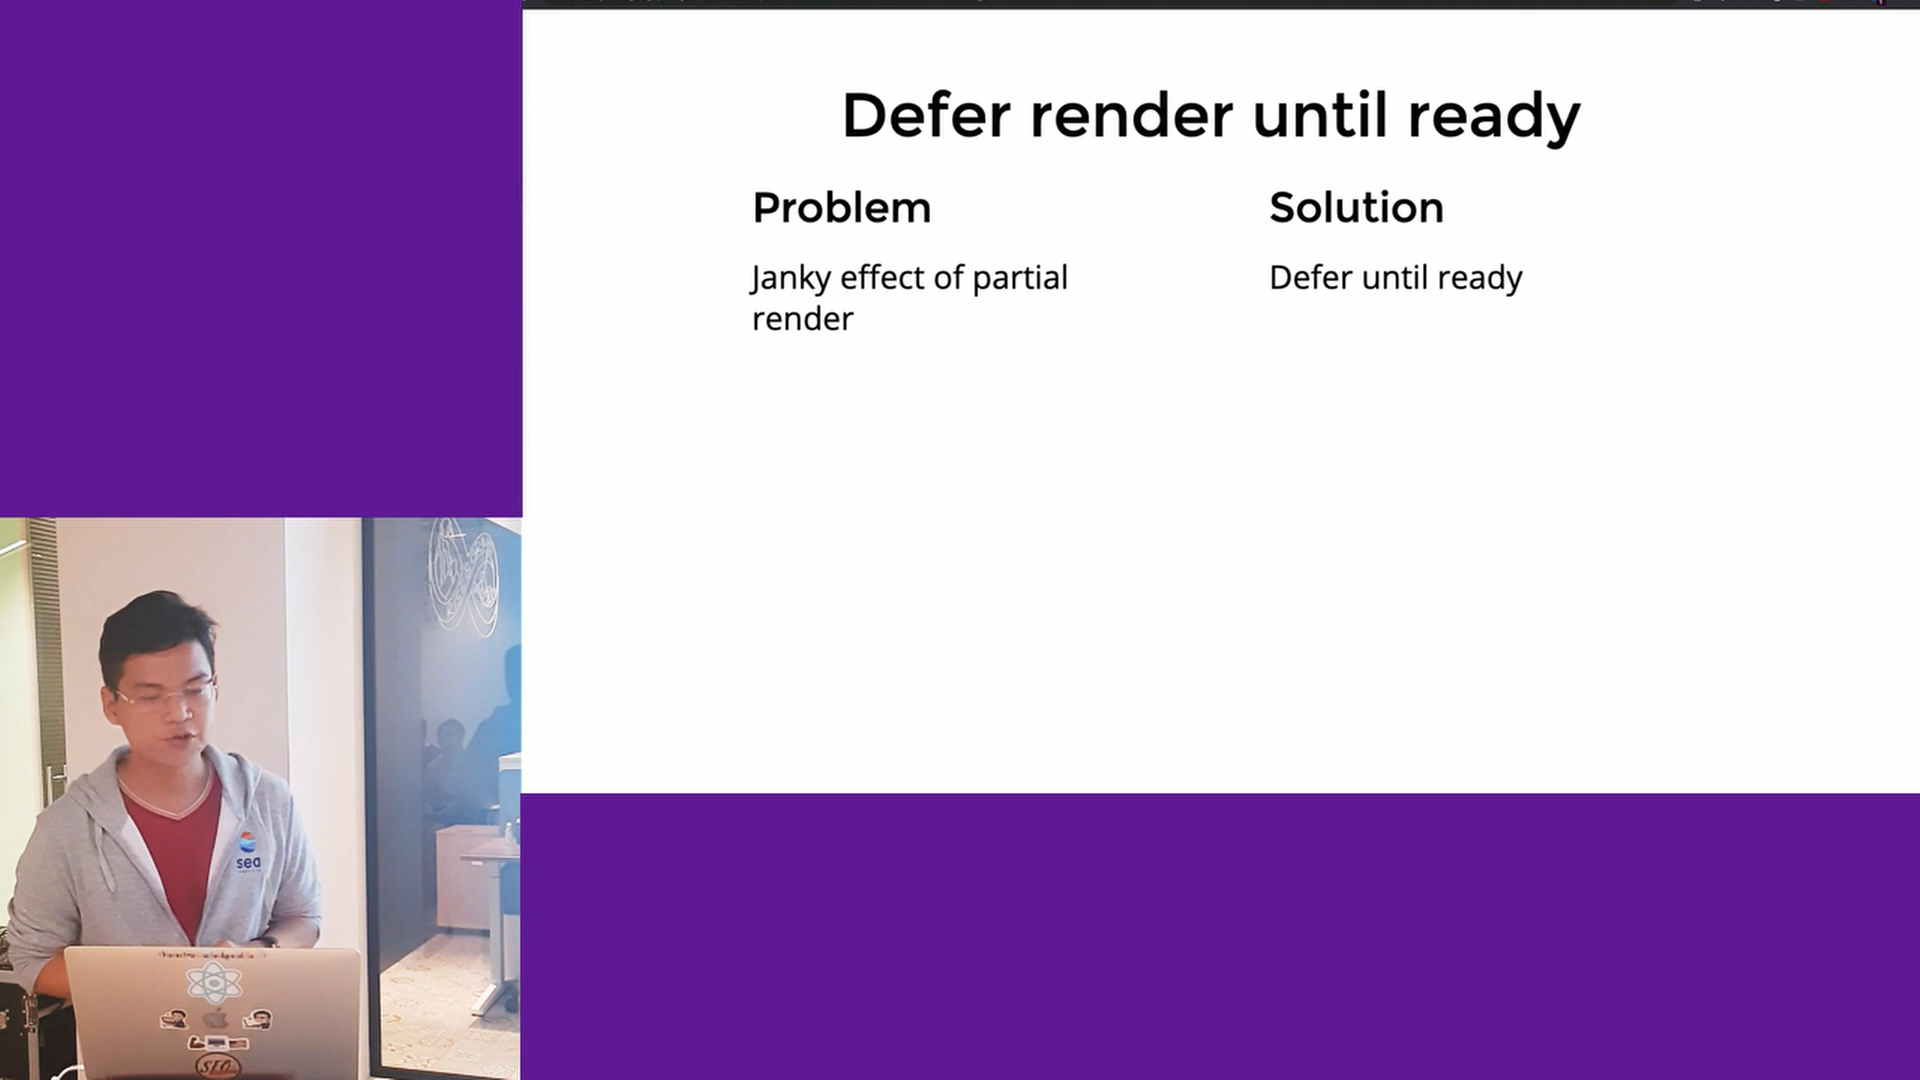 Defer render until ready
Problem
Solution
Janky effect of partial
render
Defer until ready
sea